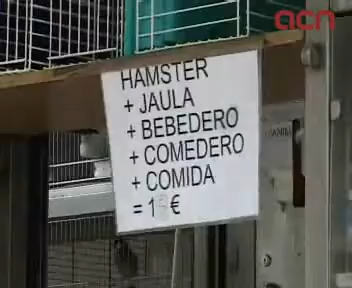 acn
HAMSTER
+ JAULA
+ BEBEDERO
+ COMEDERO
+ COMIDA